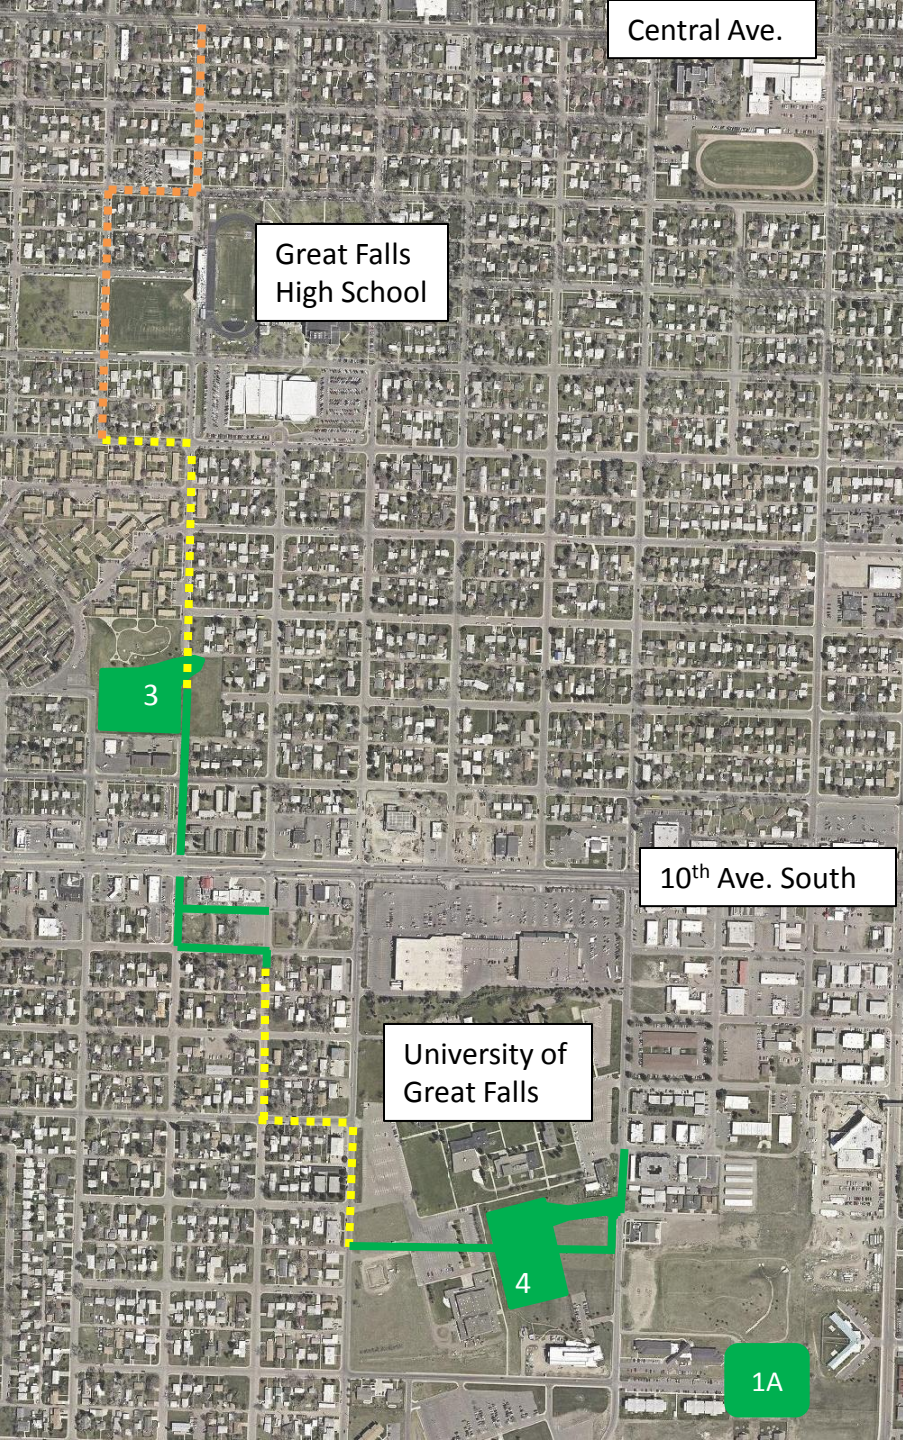 Central Ave.
Great Falls
High School
3
10th Ave. South
University of
Great Falls
4
1A